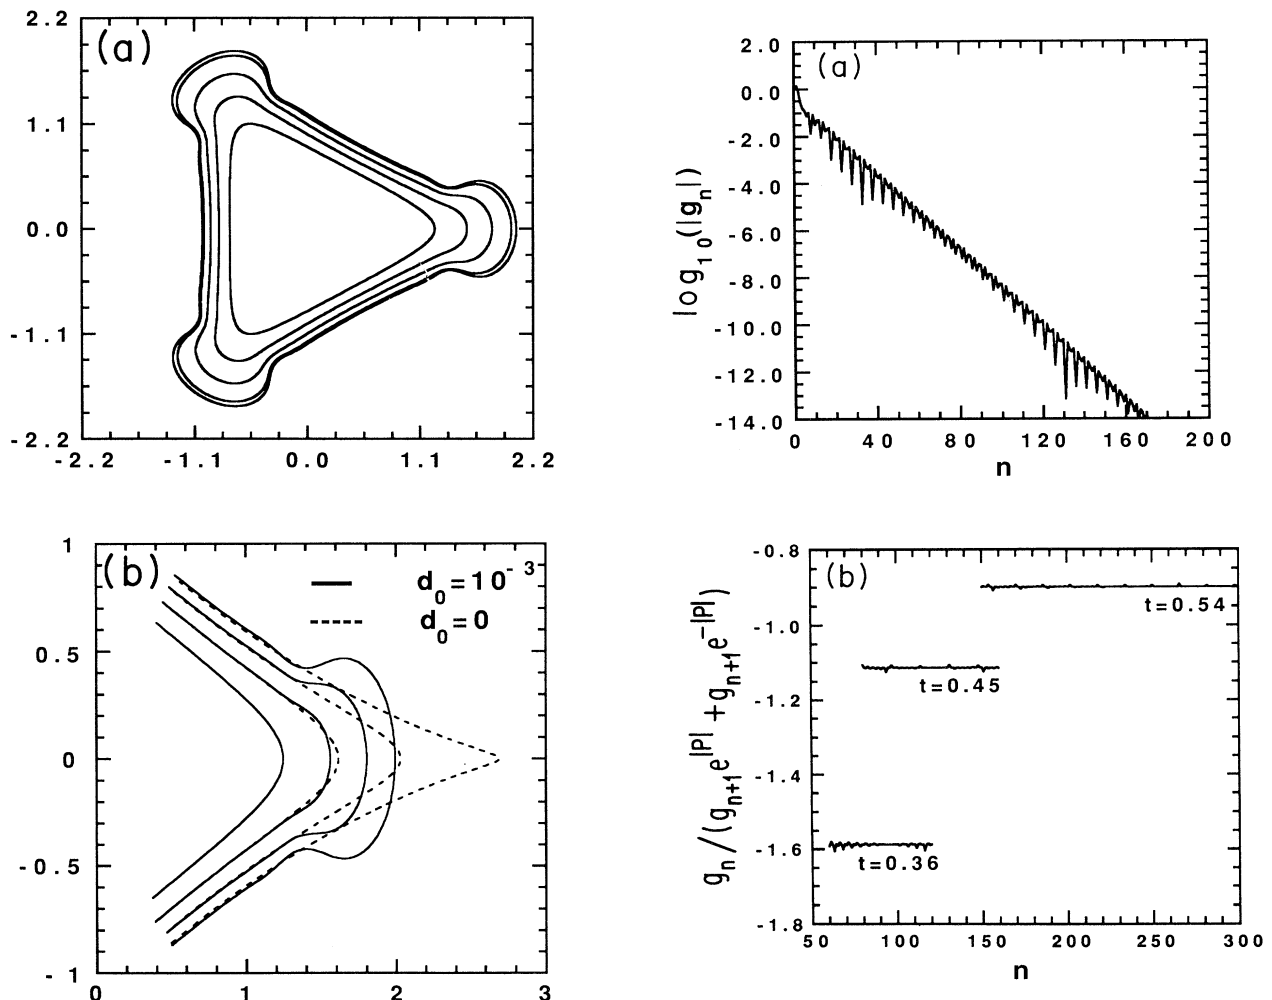 (a)
2.2
1.1
0.0
-1.1
-2.2
-2.2 -1.1 0.0 1.1 2.2
(a)
log10(|gn|)
2.0
0.0
-2.0
-4.0
-6.0
-8.0
-10.0
-12.0
-14.0
0 40 80 120 160 200
n
(b)
d0=10-3
d0=0
1
0.5
0
-0.5
-1
0 1 2 3
(b)
gn/(gn+1e|P|+gn+1e-|P|)
-0.8
-1.0
-1.2
-1.4
-1.6
-1.8
t=0.54
t=0.45
t=0.36
50 100 150 200 250 300
n